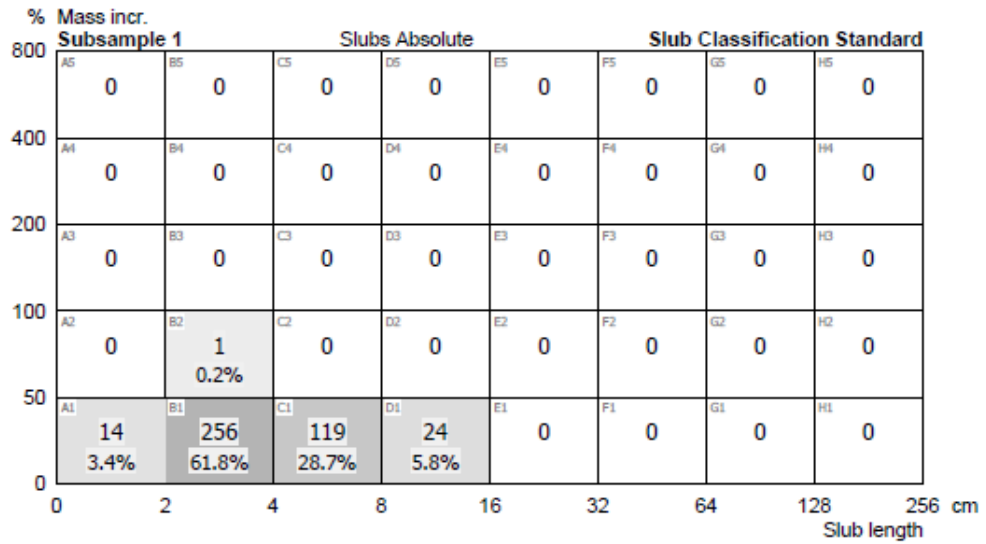 % Mass incr.
800 Subsample 1 Slubs Absolute Slub Classification Standard
A5 B5 C5 D5 E5 F5 G5 H5
0 0 0 0 0 0 0 0
400
A4 B4 C4 D4 E4 F4 G4 H4
0 0 0 0 0 0 0 0
200
A3 B3 C3 D3 E3 F3 G3 H3
0 0 0 0 0 0 0 0
100
A2 B2 C2 D2 E2 F2 G2 H2
0 1 0 0 0 0 0 0
0.2%
50
A1 B1 C1 D1 E1 F1 G1 H1
14 256 119 24 0 0 0 0
3.4% 61.8% 28.7% 5.8%
0
0 2 4 8 16 32 64 128 256 cm
Slub length